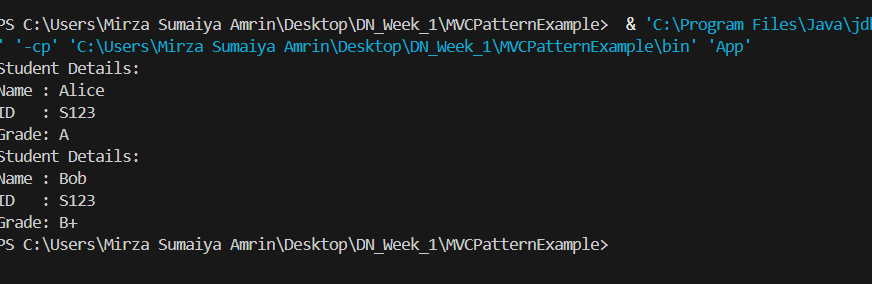 PS C:\Users\Mirza Sumaiya Amrin\Desktop\DN_Week_1\MVCPatternExample>  & 'C:\Program Files\Java\jd
' '-cp' 'C:\Users\Mirza Sumaiya Amrin\Desktop\DN_Week_1\MVCPatternExample\bin' 'App'
Student Details:
Name : Alice
ID   : S123
Grade: A
Student Details:
Name : Bob
ID   : S123
Grade: B+
PS C:\Users\Mirza Sumaiya Amrin\Desktop\DN_Week_1\MVCPatternExample>